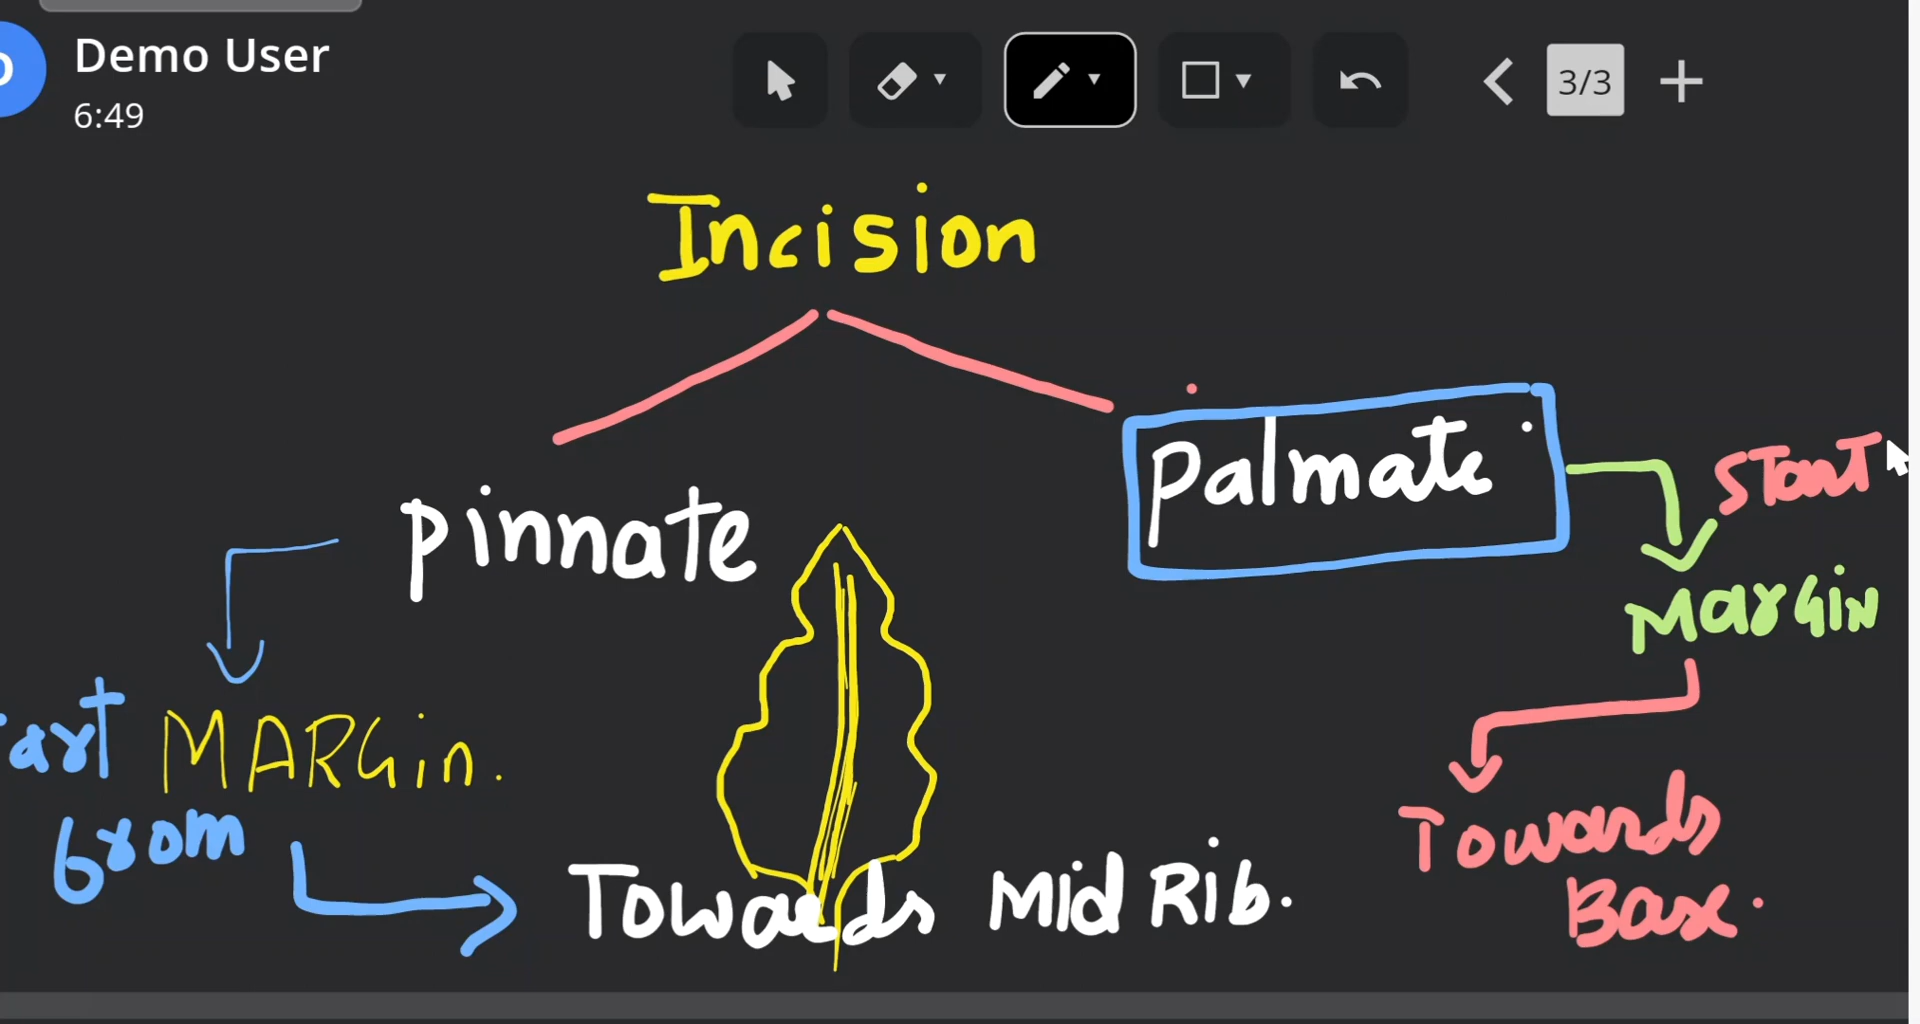 Demo User
6:49
3/3
Incision
Palmate
START
pinnate
MARGIN
MARGin.
from
Towards Mid Rib.
Towards
Base.